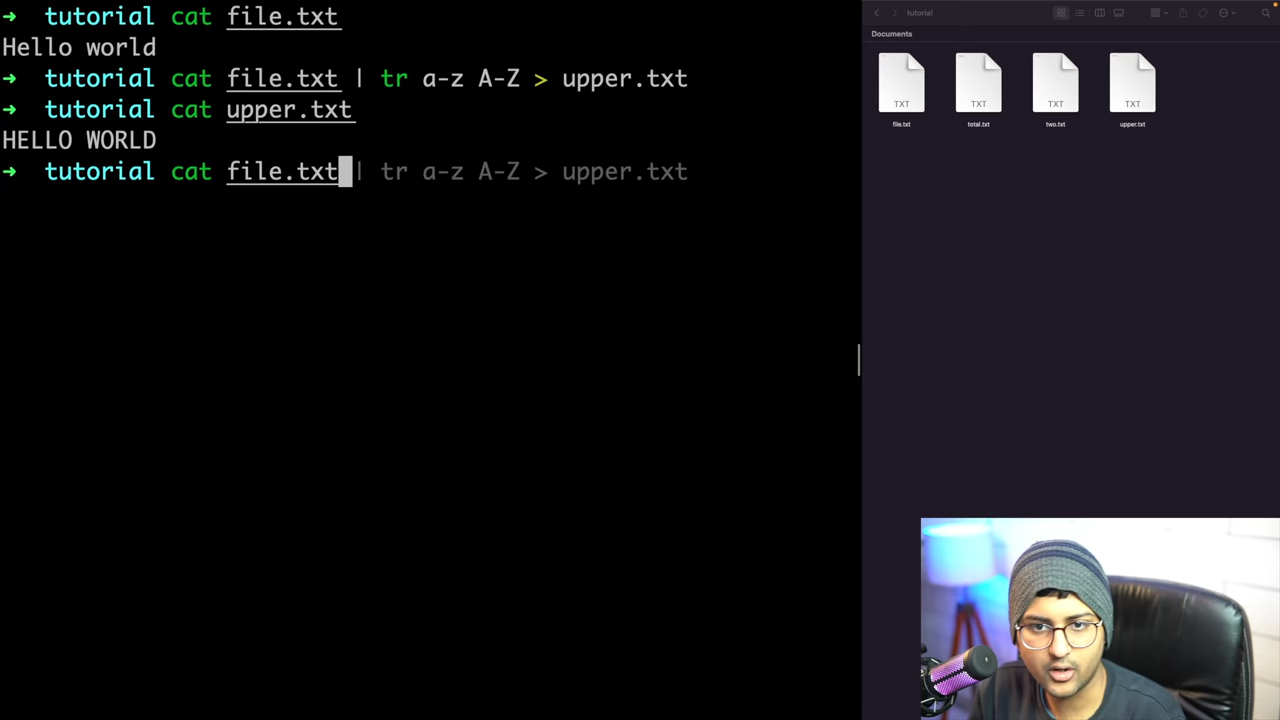 ➜ tutorial cat file.txt
Hello world
➜ tutorial cat file.txt | tr a-z A-Z > upper.txt
➜ tutorial cat upper.txt
HELLO WORLD
➜ tutorial cat file.txt | tr a-z A-Z > upper.txt
tutorial
Documents
TXT TXT TXT TXT
file.txt total.txt two.txt upper.txt